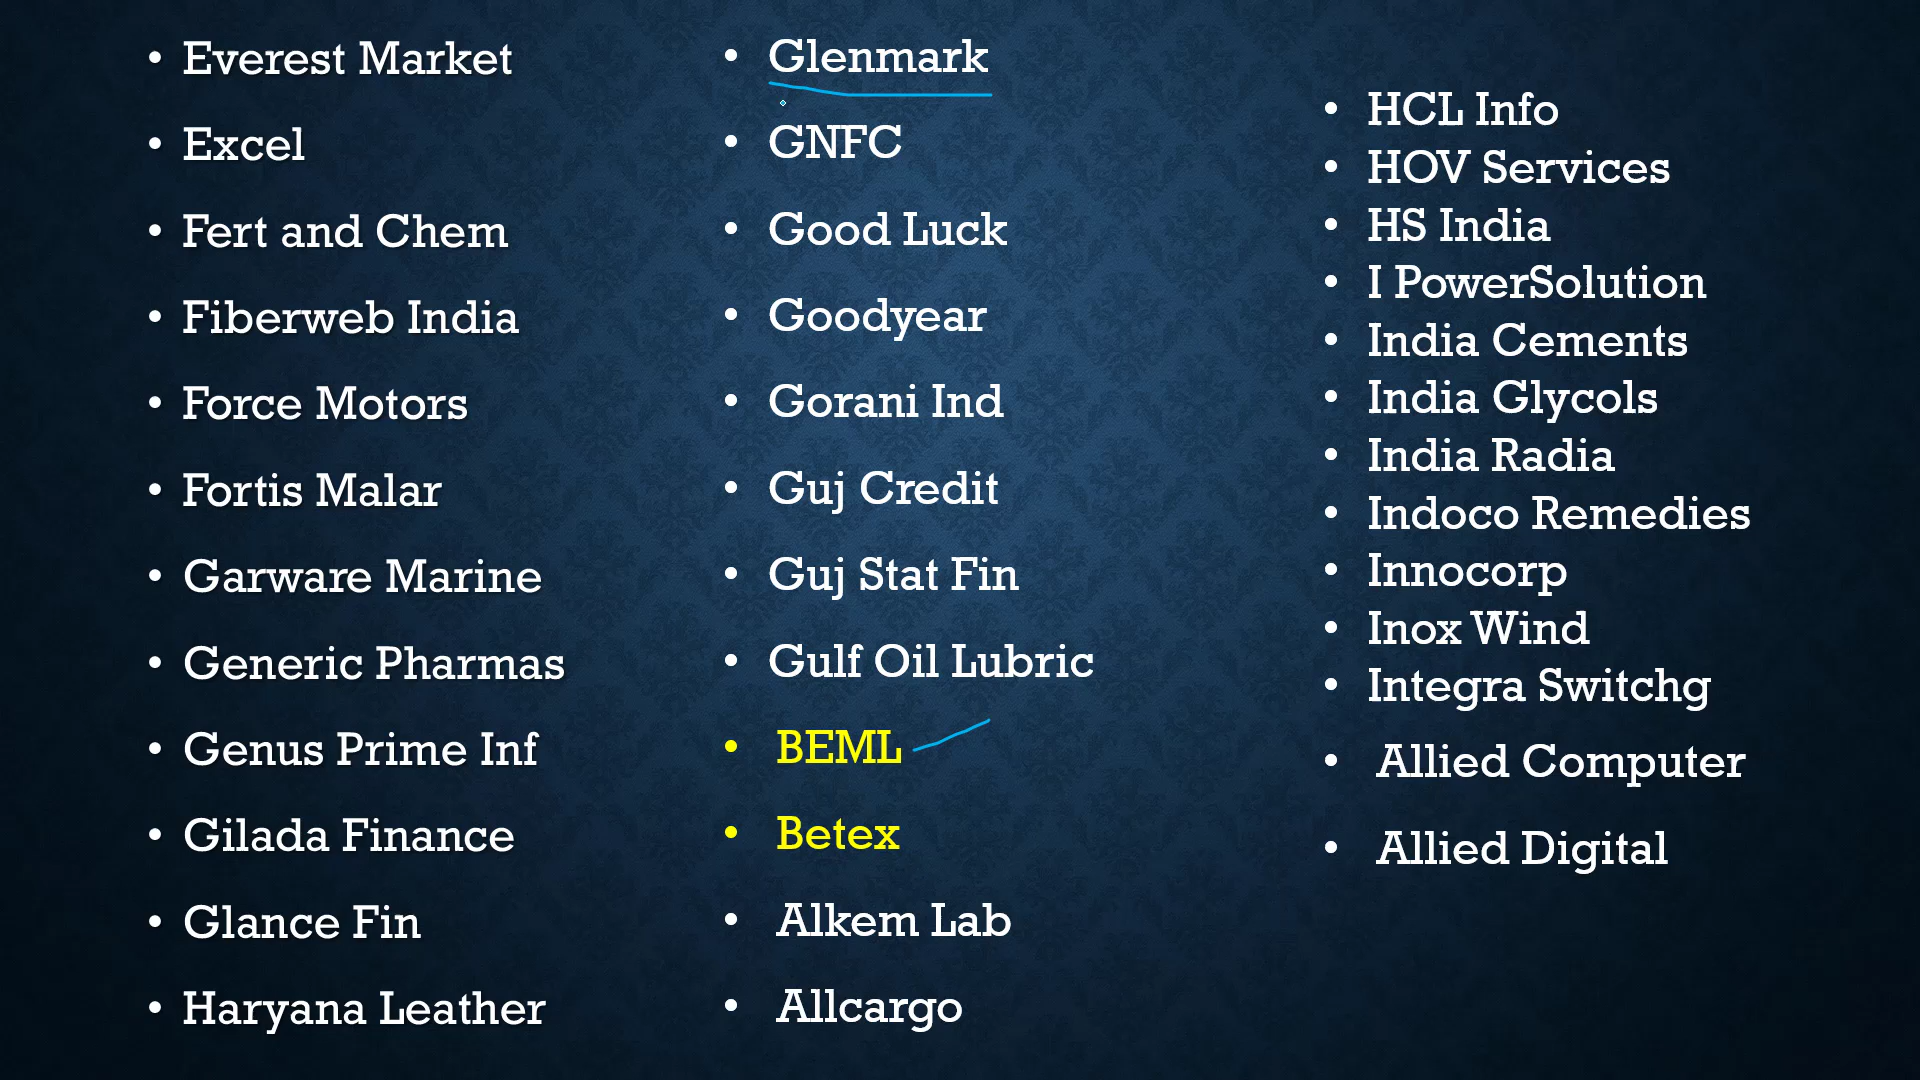 Everest Market
Excel
Fert and Chem
Fiberweb India
Force Motors
Fortis Malar
Garware Marine
Generic Pharmas
Genus Prime Inf
Gilada Finance
Glance Fin
Haryana Leather
Glenmark
GNFC
Good Luck
Goodyear
Gorani Ind
Guj Credit
Guj Stat Fin
Gulf Oil Lubric
BEML
Betex
Alkem Lab
Allcargo
HCL Info
HOV Services
HS India
I PowerSolution
India Cements
India Glycols
India Radia
Indoco Remedies
Innocorp
Inox Wind
Integra Switchg
Allied Computer
Allied Digital